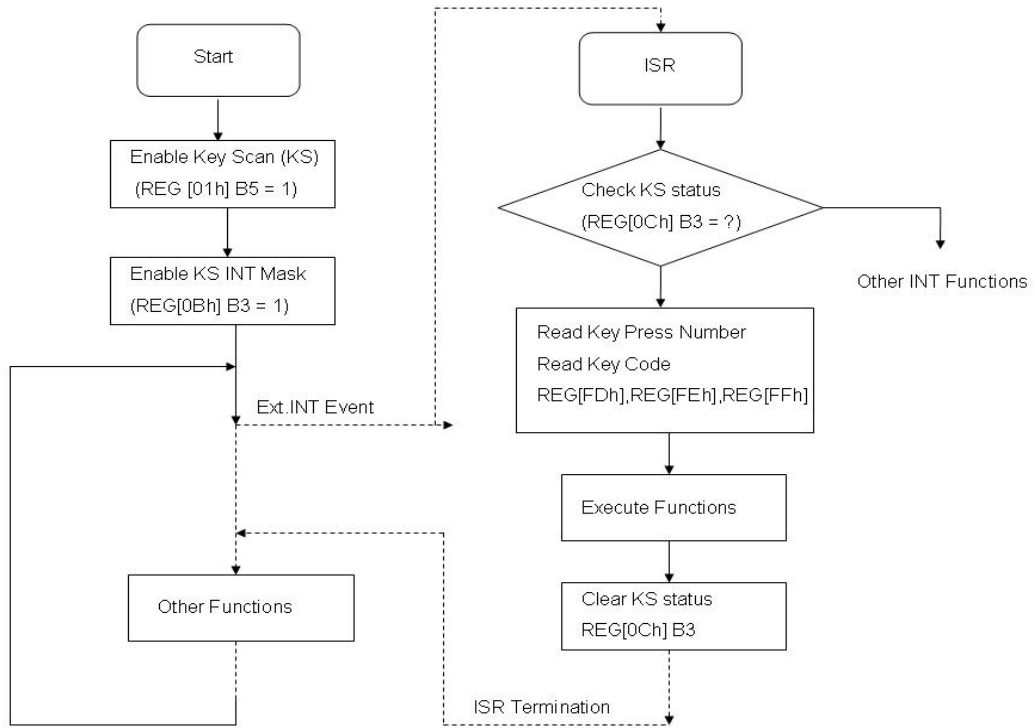 Start
Enable Key Scan (KS)
(REG [01h] B5 = 1)
Enable KS INT Mask
(REG[0Bh] B3 = 1)
Ext.INT Event
Other Functions
ISR
Check KS status
(REG[0Ch] B3 = ?)
Other INT Functions
Read Key Press Number
Read Key Code
REG[FDh],REG[FEh],REG[FFh]
Execute Functions
Clear KS status
REG[0Ch] B3
ISR Termination